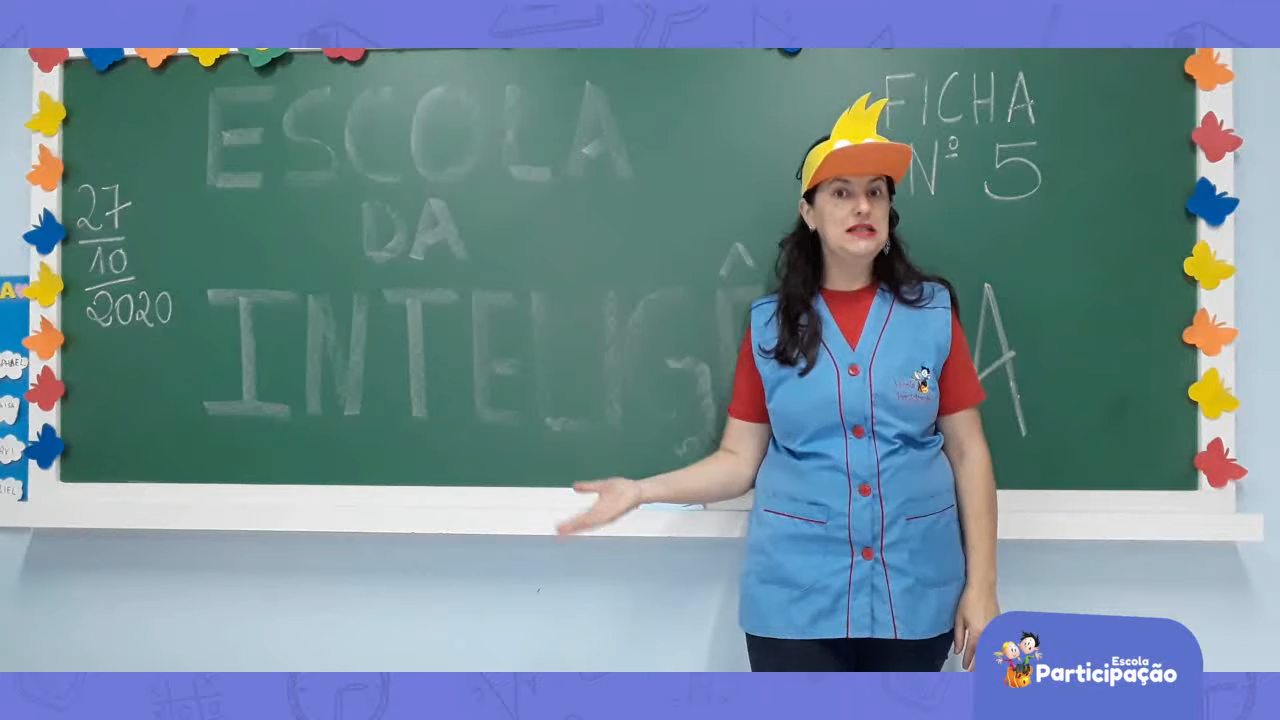 ESCOLA
DA
INTELIGÊ
A
FICHA
Nº 5
27
10
2020
A
Escola
Participação